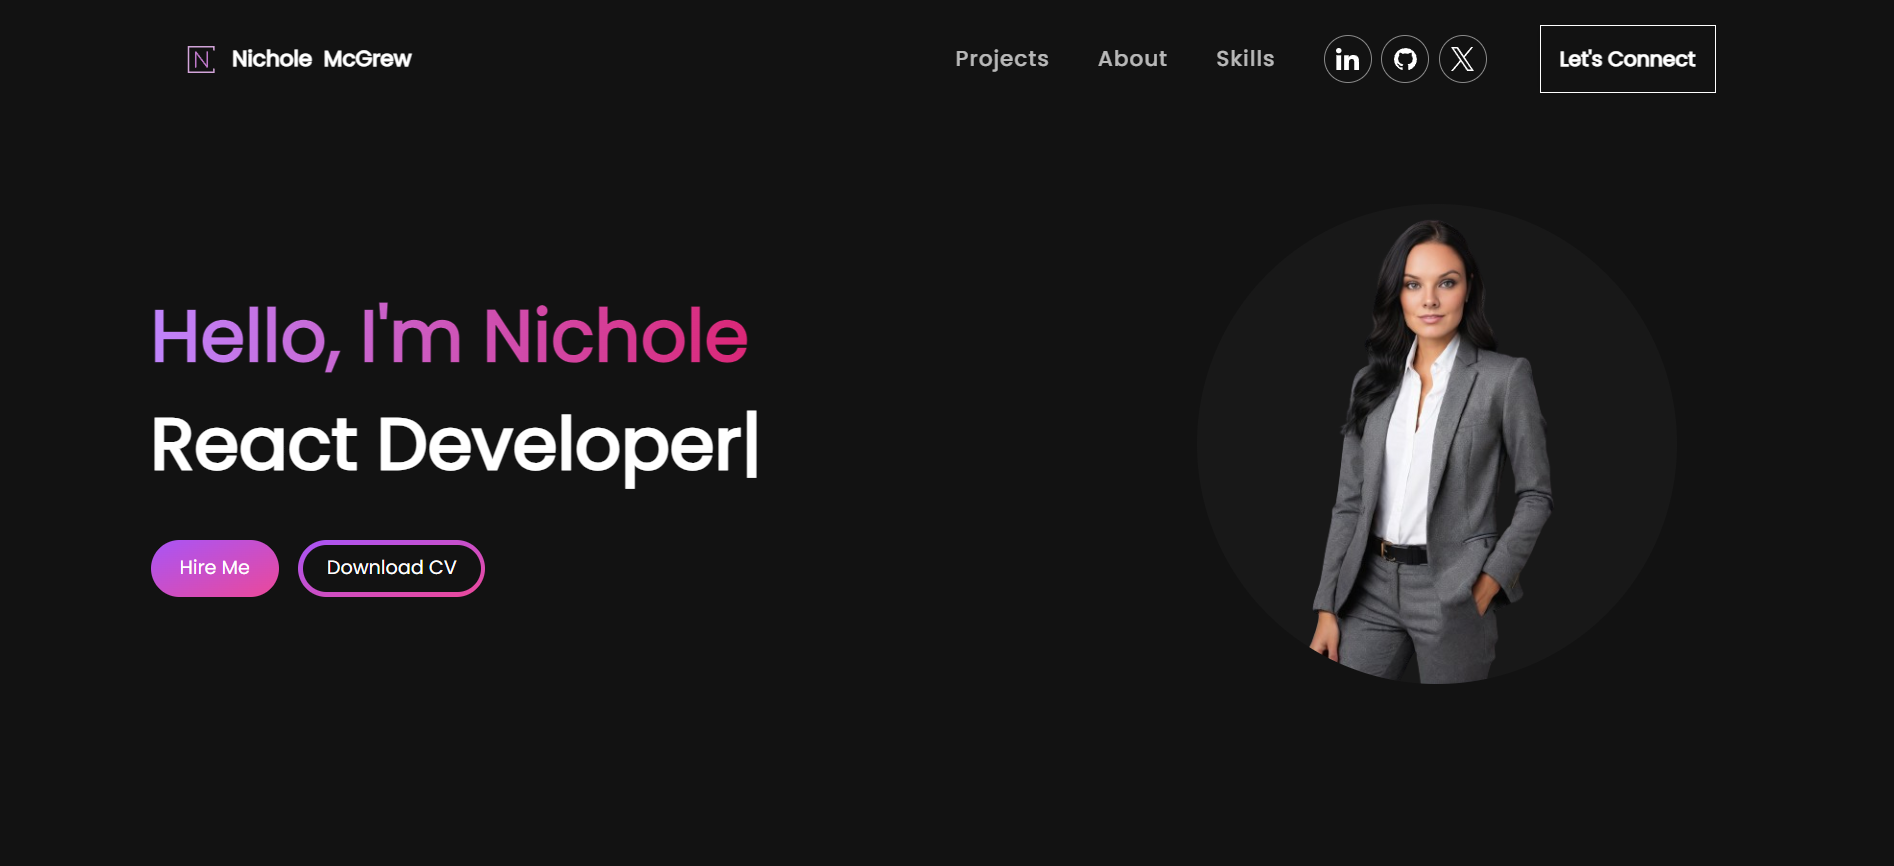 N Nichole McGrew
Projects About Skills in X Let's Connect
Hello, I'm Nichole
React Developer|
Hire Me Download CV